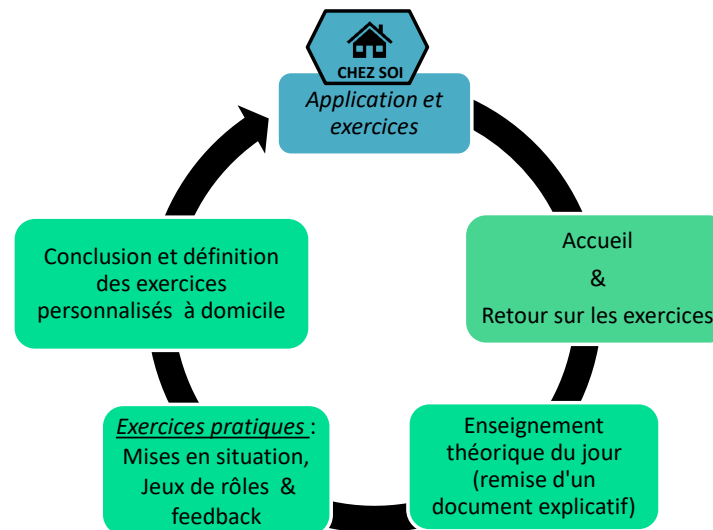 CHEZ SOI
Application et
exercices
Accueil
&
Retour sur les exercices
Enseignement
théorique du jour
(remise d'un
document explicatif)
Exercices pratiques :
Mises en situation,
Jeux de rôles &
feedback
Conclusion et définition
des exercices
personnalisés à domicile